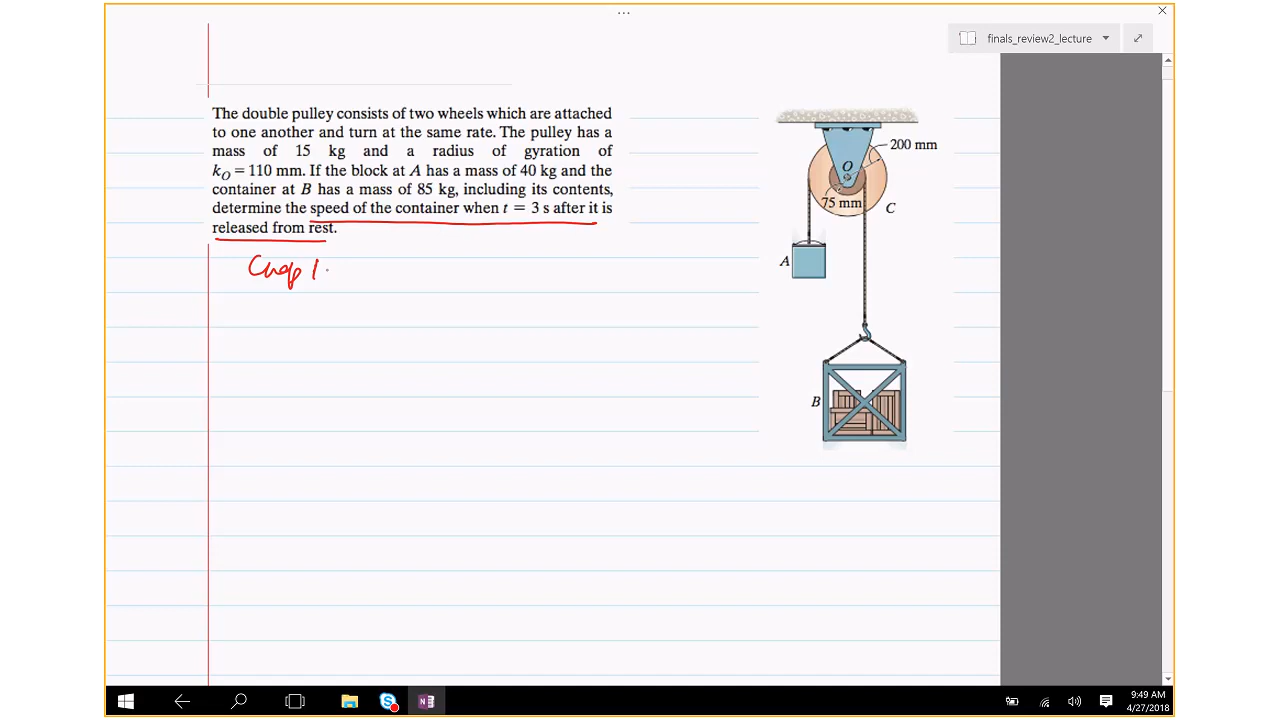 ...
finals_review2_lecture
The double pulley consists of two wheels which are attached
to one another and turn at the same rate. The pulley has a
mass of 15 kg and a radius of gyration of
kO = 110 mm. If the block at A has a mass of 40 kg and the
container at B has a mass of 85 kg, including its contents,
determine the speed of the container when t = 3 s after it is
released from rest.
Chap 1
200 mm
O
75 mm
C
A
B
N
9:49 AM
4/27/2018